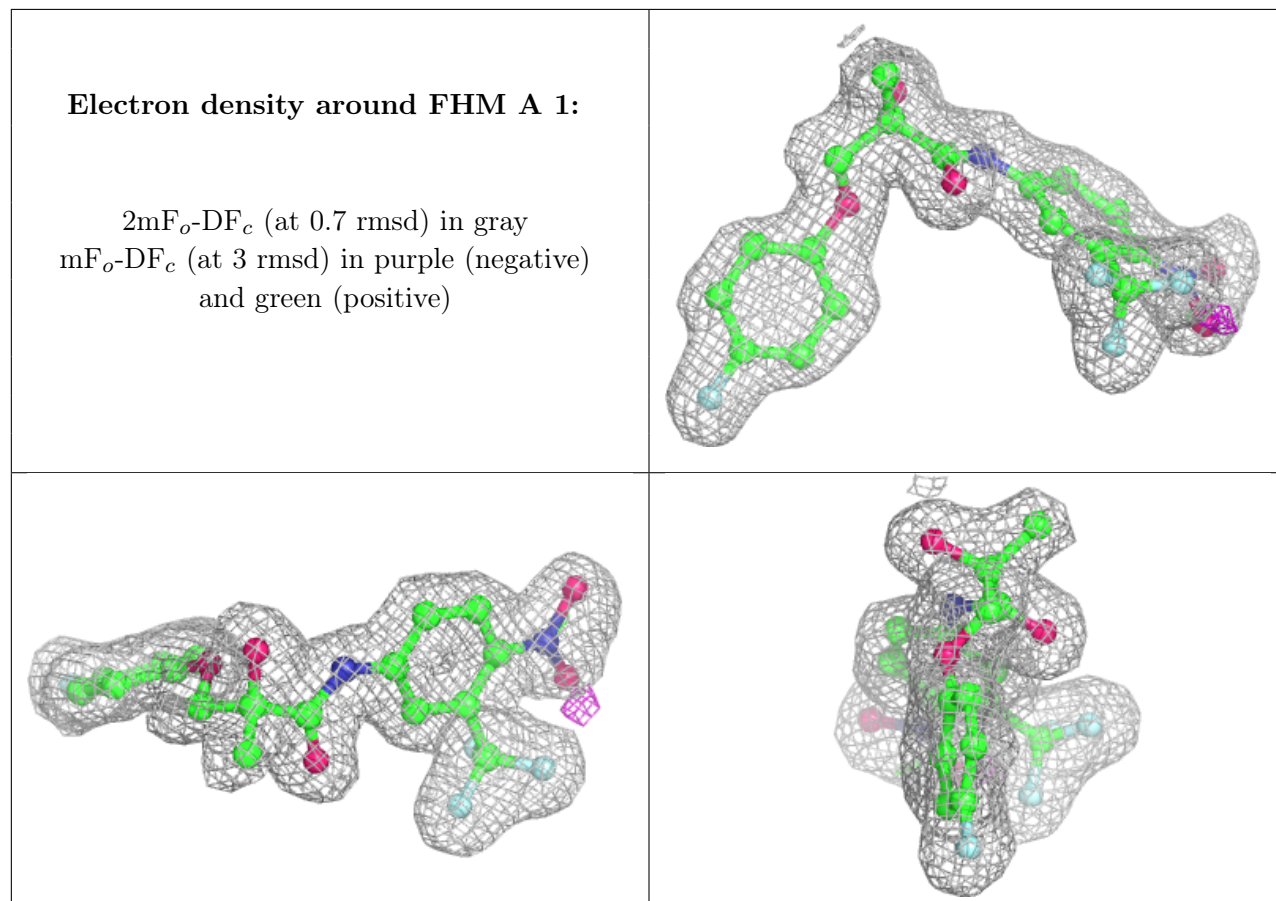 Electron density around FHM A 1:
2mFo-DFc (at 0.7 rmsd) in gray
mFo-DFc (at 3 rmsd) in purple (negative)
and green (positive)